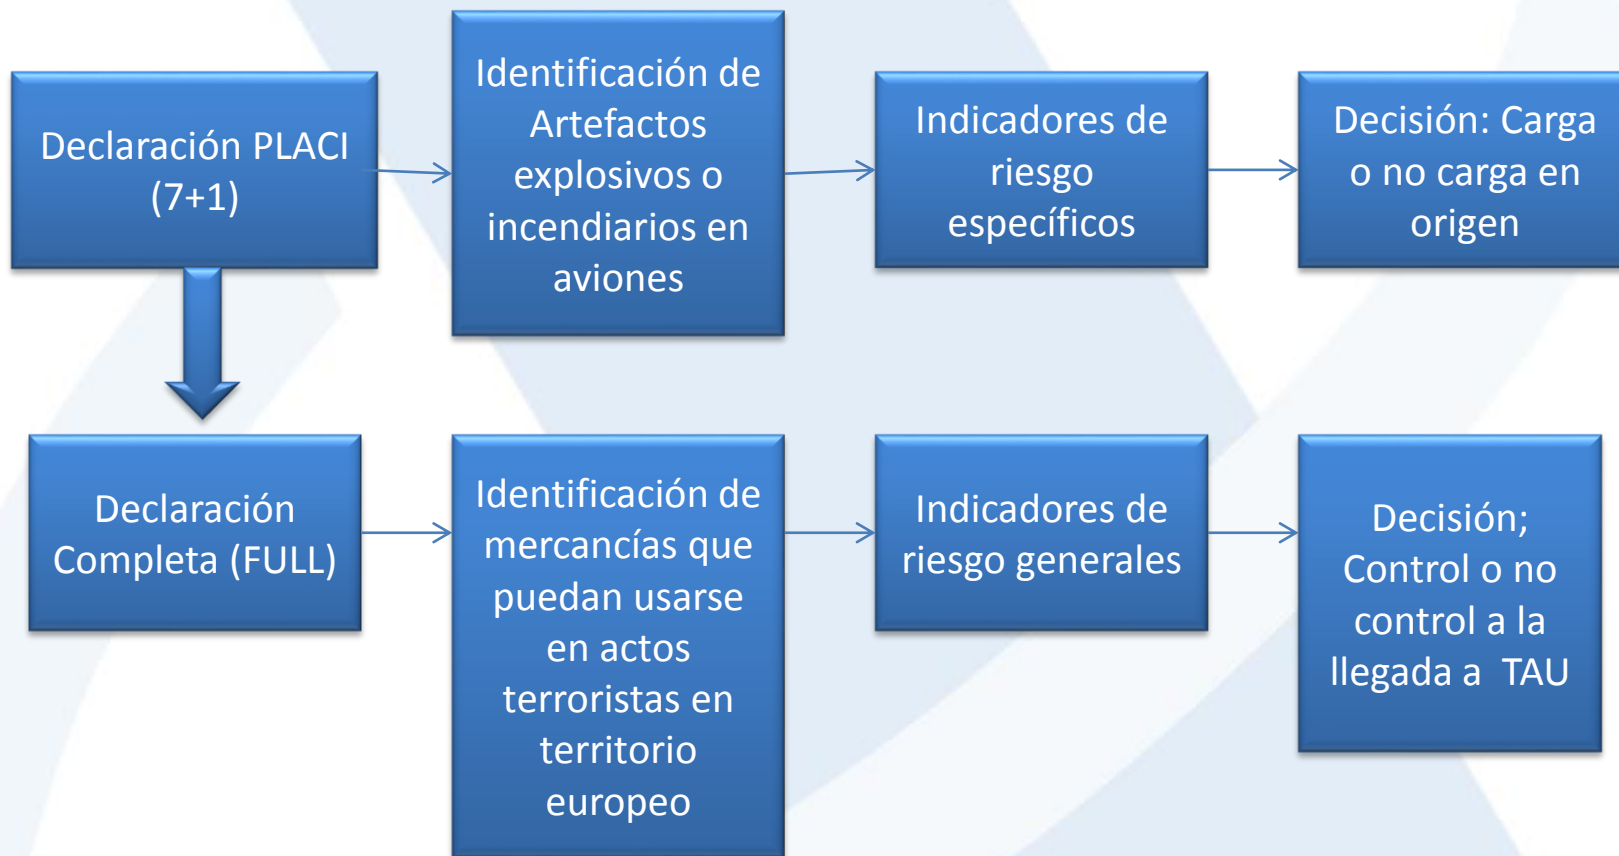 Declaración PLACI
(7+1)
Identificación de
Artefactos
explosivos o
incendiarios en
aviones
Indicadores de
riesgo
específicos
Decisión: Carga
o no carga en
origen
Declaración
Completa (FULL)
Identificación de
mercancías que
puedan usarse
en actos
terroristas en
territorio
europeo
Indicadores de
riesgo generales
Decisión;
Control o no
control a la
llegada a  TAU